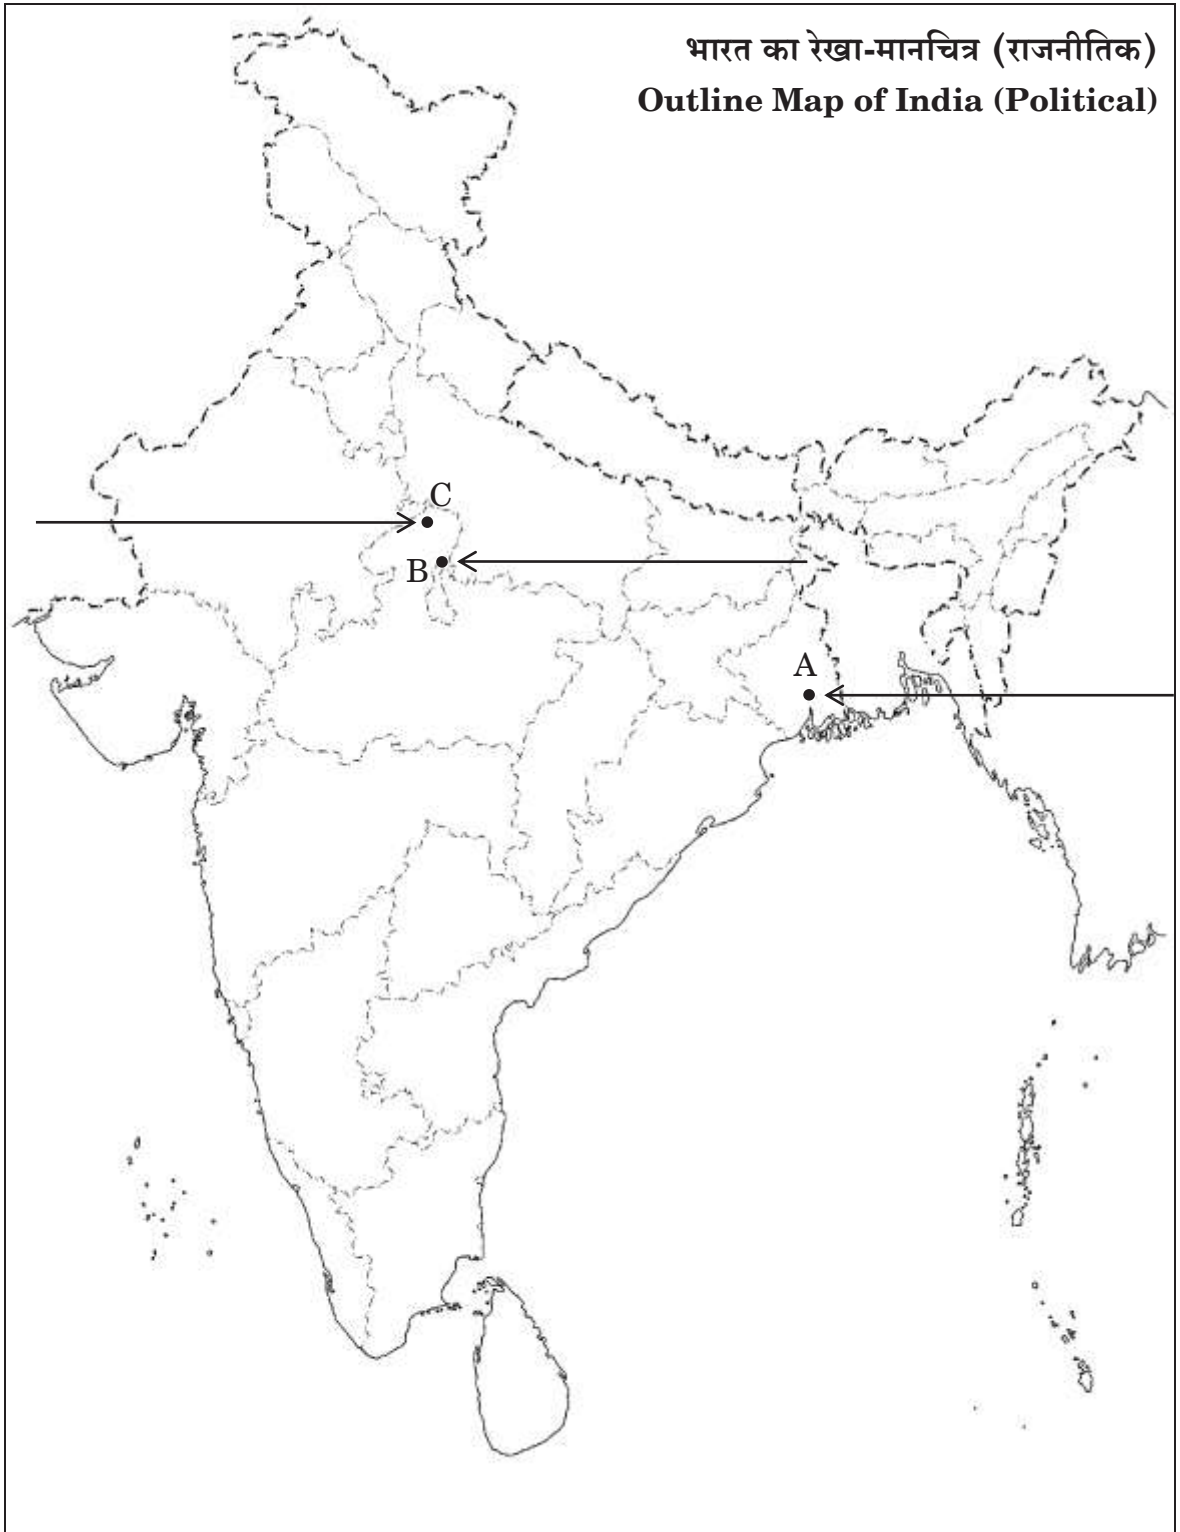 भारत का रेखा-मानचित्र (राजनीतिक)
Outline Map of India (Political)
C
B
A